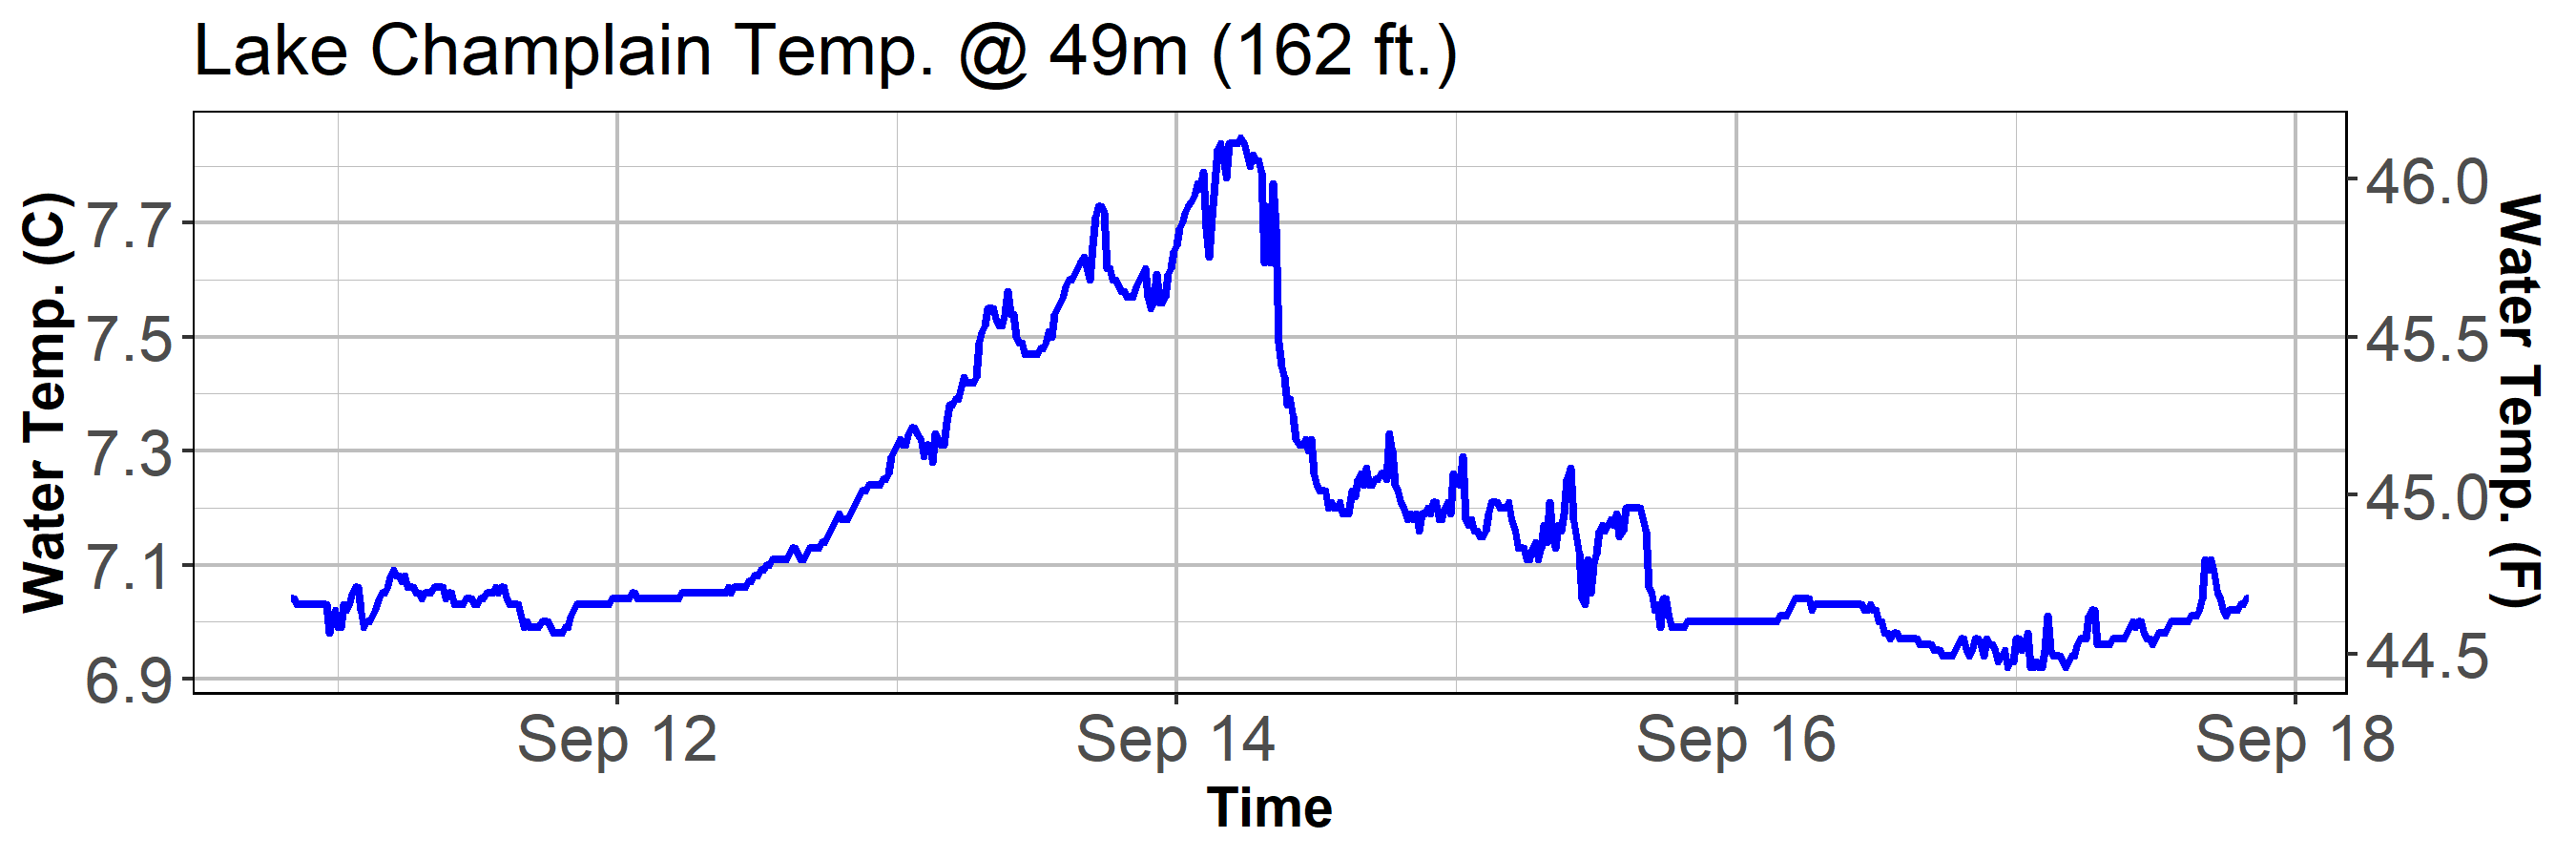 Lake Champlain Temp. @ 49m (162 ft.)
Water Temp. (C)
7.7
7.5
7.3
7.1
6.9
46.0
45.5
45.0
44.5
Water Temp. (F)
Sep 12
Sep 14
Sep 16
Sep 18
Time